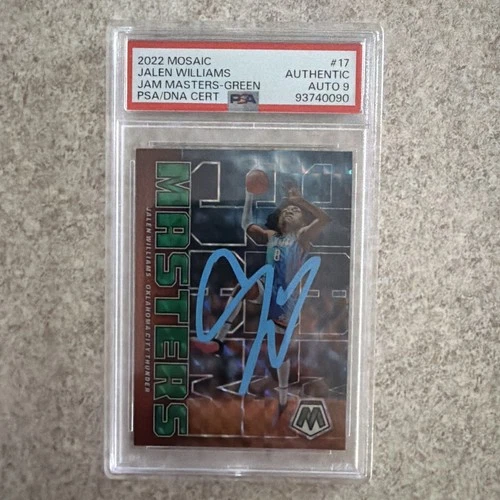 2022 MOSAIC #17
JALEN WILLIAMS AUTHENTIC
JAM MASTERS-GREEN AUTO 9
PSA/DNA CERT PSA 93740090
MASTERS
JALEN WILLIAMS - OKLAHOMA CITY THUNDER
8
M